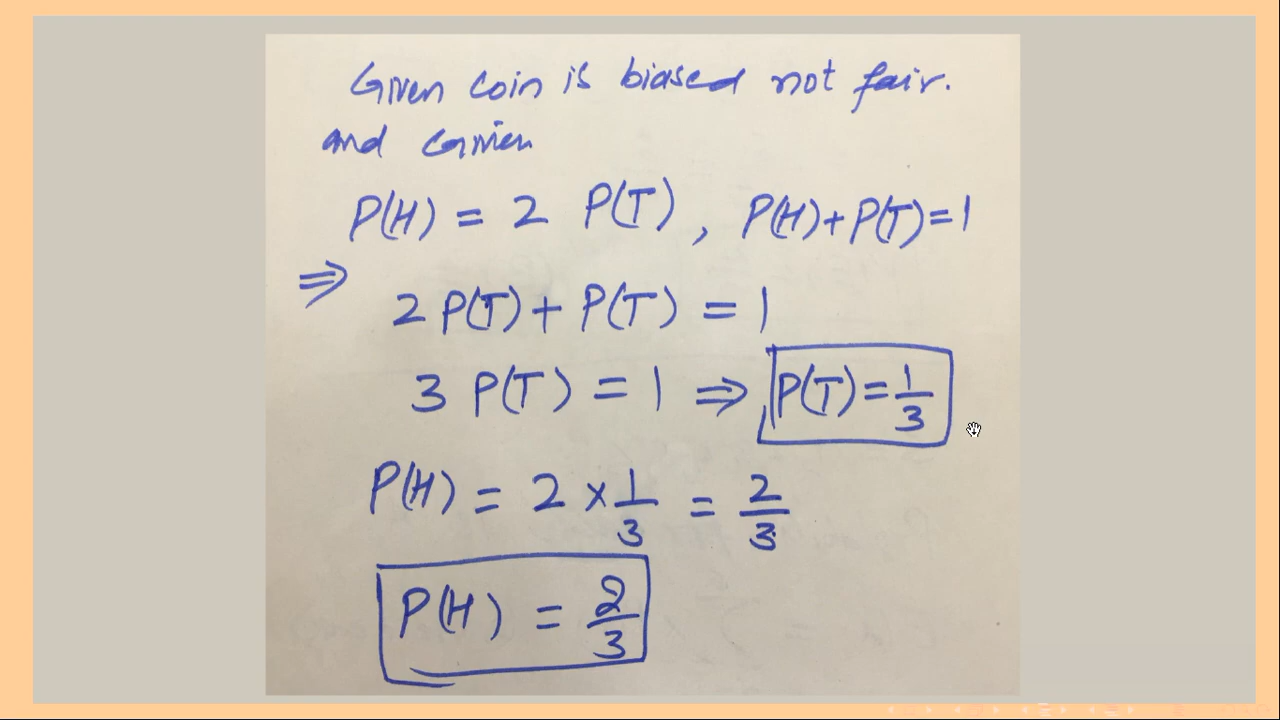 Given coin is biased not fair.
and Given
P(H) = 2 P(T), P(H)+P(T)=1
⇒
2 P(T) + P(T) = 1
3 P(T) = 1 ⇒ P(T) = 1/3
P(H) = 2 × 1/3 = 2/3
P(H) = 2/3